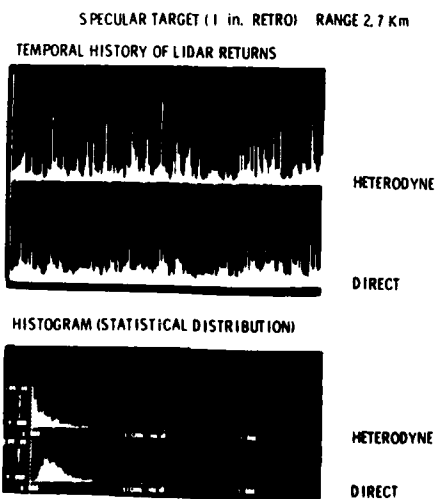 SPECULAR TARGET (1 in. RETRO) RANGE 2.7 Km
TEMPORAL HISTORY OF LIDAR RETURNS
HETERODYNE
DIRECT
HISTOGRAM (STATISTICAL DISTRIBUTION)
HETERODYNE
DIRECT